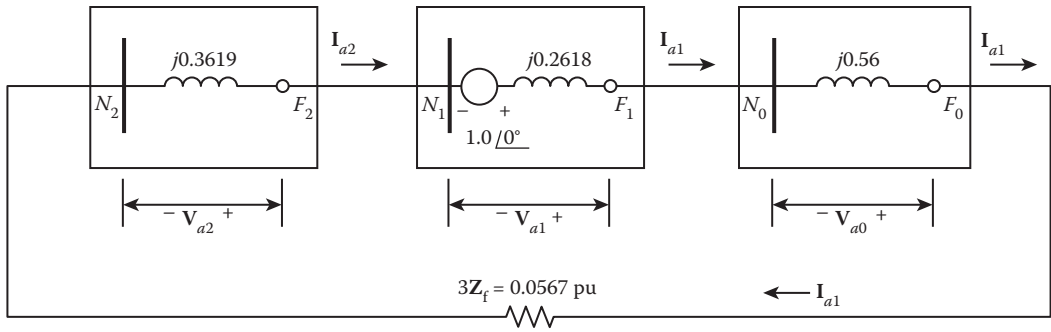 I_a2
I_a1
I_a1
j0.3619
j0.2618
j0.56
N_2
F_2
N_1
− +
F_1
N_0
F_0
1.0 /0°
− V_a2 +
− V_a1 +
− V_a0 +
3Z_f = 0.0567 pu
I_a1